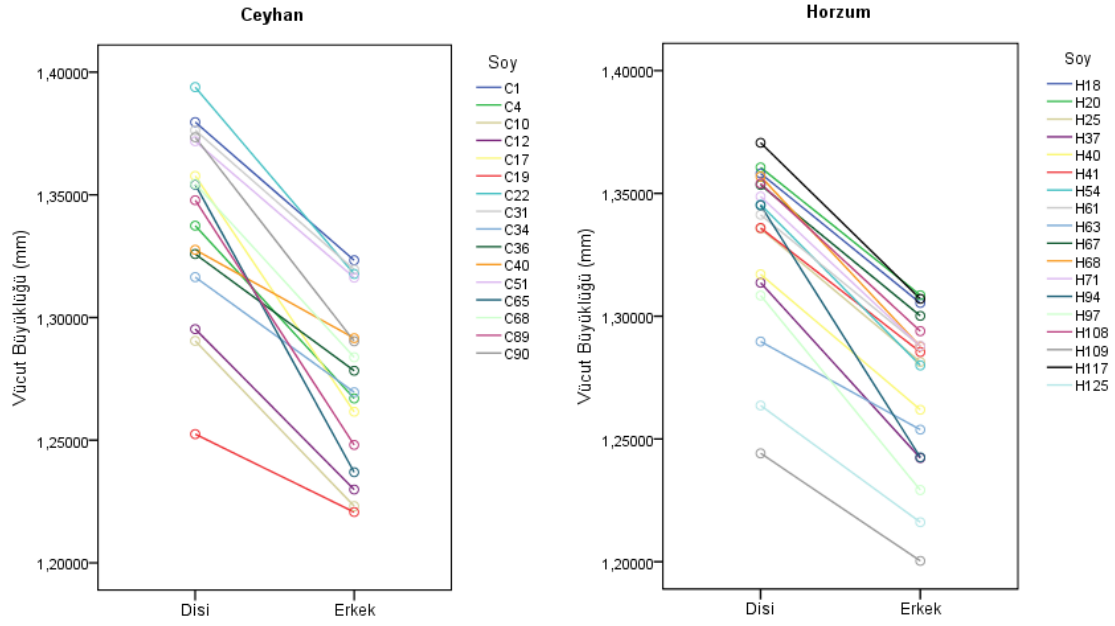 Ceyhan
Vücut Büyüklüğü (mm)
1,40000
1,35000
1,30000
1,25000
1,20000
Disi
Erkek
Soy
C1
C4
C10
C12
C17
C19
C22
C31
C34
C36
C40
C51
C65
C68
C89
C90
Horzum
Vücut Büyüklüğü (mm)
1,40000
1,35000
1,30000
1,25000
1,20000
Disi
Erkek
Soy
H18
H20
H25
H37
H40
H41
H54
H61
H63
H67
H68
H71
H94
H97
H108
H109
H117
H125